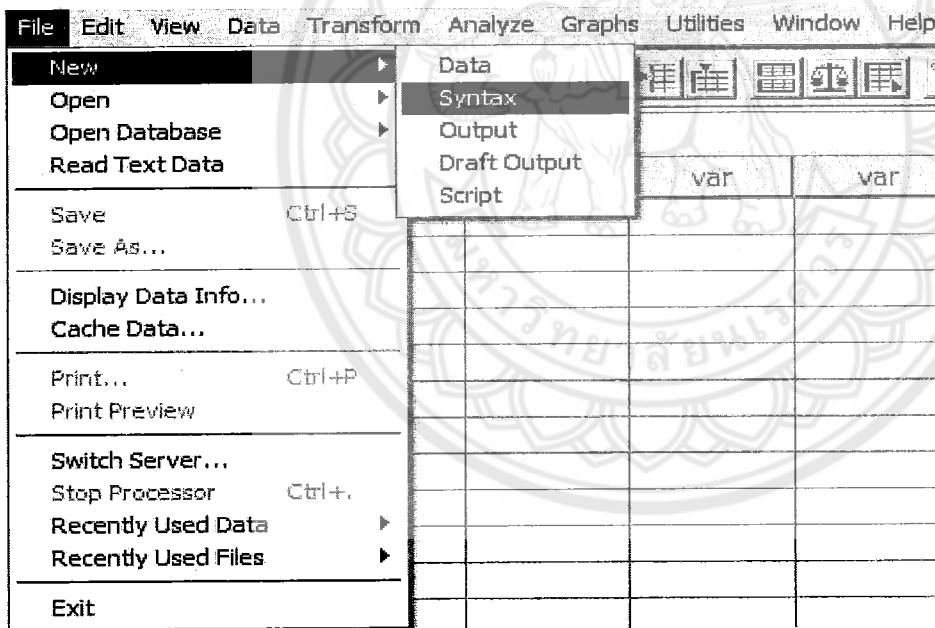 File Edit View Data Transform Analyze Graphs Utilities Window Help
New
Open
Open Database
Read Text Data
Save Ctrl+S
Save As...
Display Data Info...
Cache Data...
Print... Ctrl+P
Print Preview
Switch Server...
Stop Processor Ctrl+.
Recently Used Data
Recently Used Files
Exit
Data
Syntax
Output
Draft Output
Script
var var